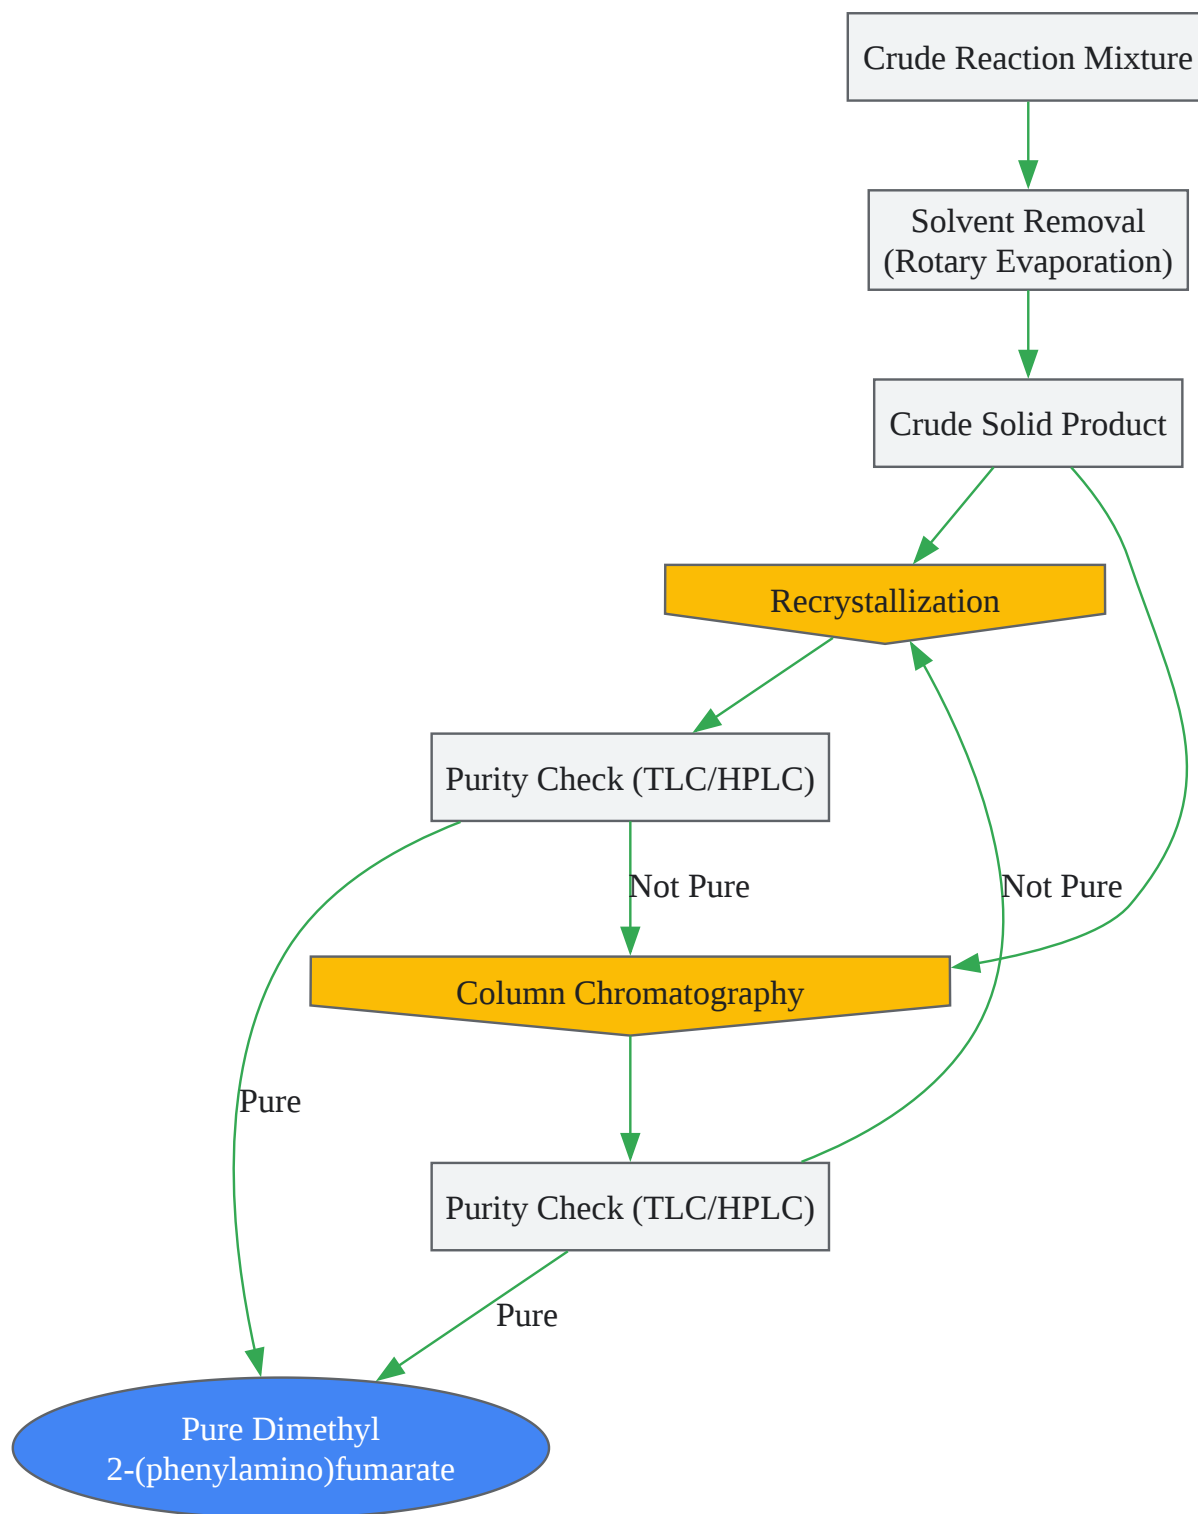 Crude Reaction Mixture
Solvent Removal
(Rotary Evaporation)
Crude Solid Product
Recrystallization
Purity Check (TLC/HPLC)
Not Pure
Not Pure
Column Chromatography
Pure
Purity Check (TLC/HPLC)
Pure
Pure Dimethyl
2-(phenylamino)fumarate